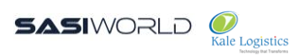 SASIWORLD
Kale Logistics
Technology that Transforms